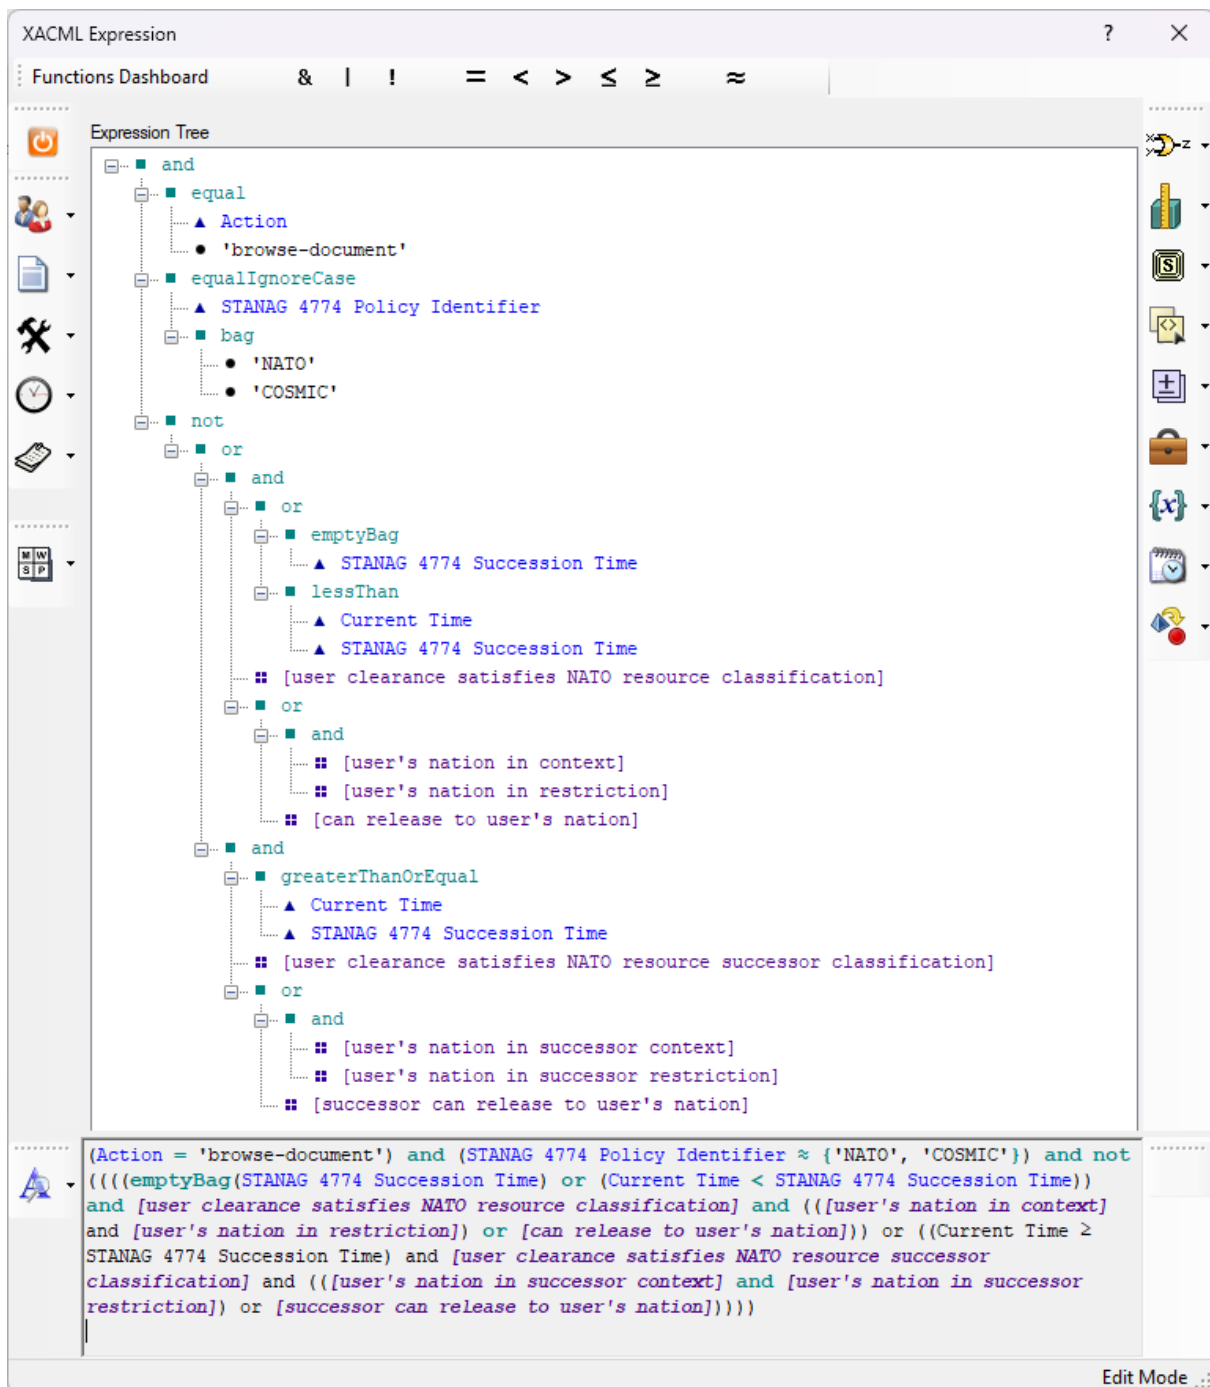 XACML Expression ?
Functions Dashboard & | ! = < > ≤ ≥ ≈
Expression Tree
and
equal
Action
'browse-document'
equalIgnoreCase
STANAG 4774 Policy Identifier
bag
'NATO'
'COSMIC'
not
or
and
or
emptyBag
STANAG 4774 Succession Time
lessThan
Current Time
STANAG 4774 Succession Time
[user clearance satisfies NATO resource classification]
or
and
[user's nation in context]
[user's nation in restriction]
[can release to user's nation]
and
greaterThanOrEqual
Current Time
STANAG 4774 Succession Time
[user clearance satisfies NATO resource successor classification]
or
and
[user's nation in successor context]
[user's nation in successor restriction]
[successor can release to user's nation]
X Y Z
S
{x}
M W
S P
(Action = 'browse-document') and (STANAG 4774 Policy Identifier ≈ {'NATO', 'COSMIC'}) and not
((((emptyBag(STANAG 4774 Succession Time) or (Current Time < STANAG 4774 Succession Time))
and [user clearance satisfies NATO resource classification] and (([user's nation in context]
and [user's nation in restriction]) or [can release to user's nation])) or ((Current Time ≥
STANAG 4774 Succession Time) and [user clearance satisfies NATO resource successor
classification] and (([user's nation in successor context] and [user's nation in successor
restriction]) or [successor can release to user's nation]))))
Edit Mode